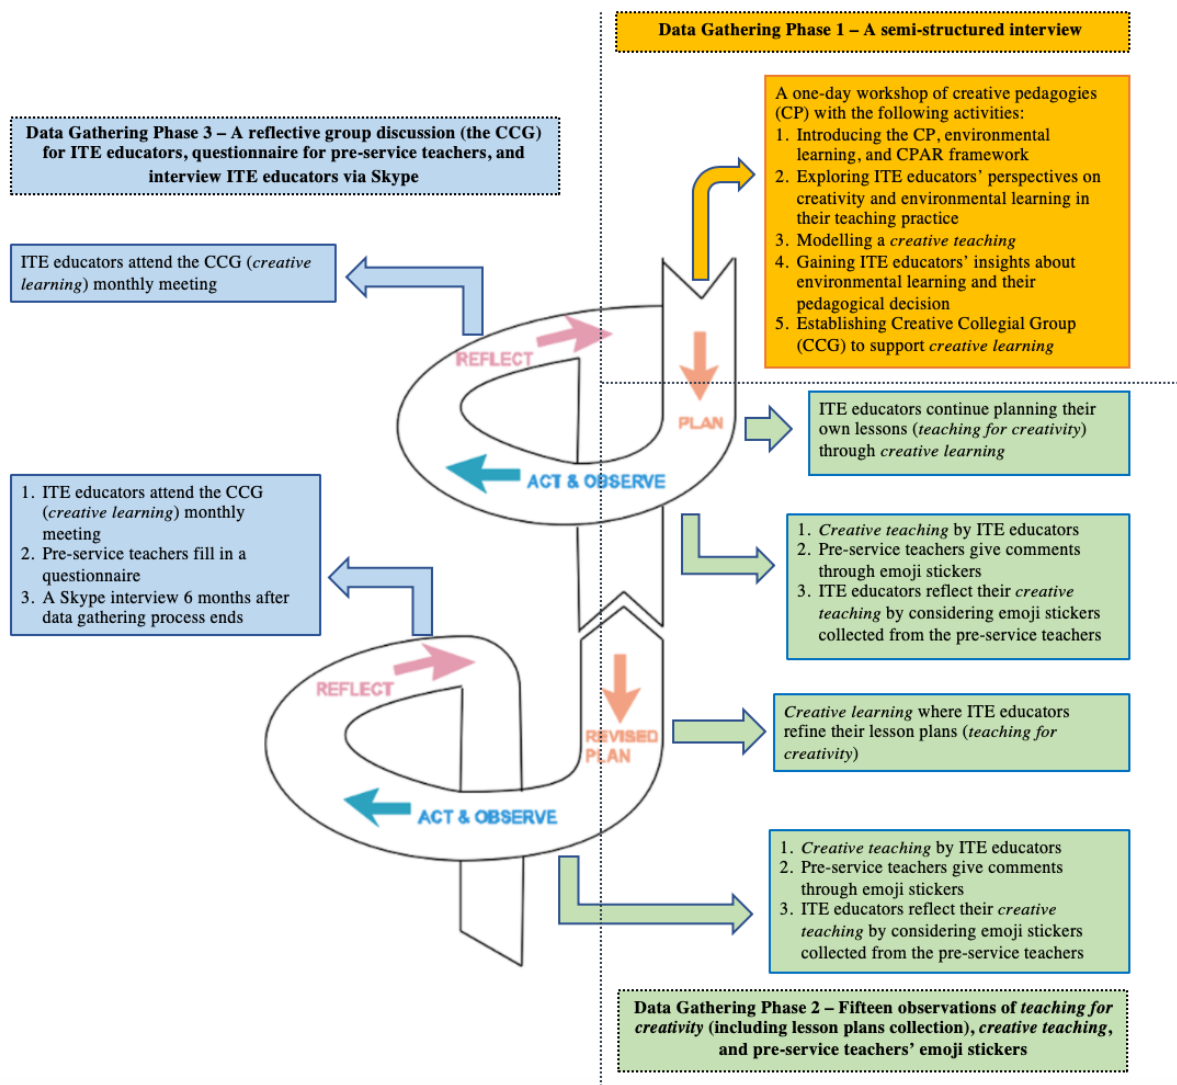 Data Gathering Phase 1 – A semi-structured interview
A one-day workshop of creative pedagogies
(CP) with the following activities:
1. Introducing the CP, environmental
learning, and CPAR framework
2. Exploring ITE educators’ perspectives on
creativity and environmental learning in
their teaching practice
3. Modelling a creative teaching
4. Gaining ITE educators’ insights about
environmental learning and their
pedagogical decision
5. Establishing Creative Collegial Group
(CCG) to support creative learning
Data Gathering Phase 3 – A reflective group discussion (the CCG)
for ITE educators, questionnaire for pre-service teachers, and
interview ITE educators via Skype
ITE educators attend the CCG (creative
learning) monthly meeting
REFLECT
PLAN
ACT & OBSERVE
ITE educators continue planning their
own lessons (teaching for creativity)
through creative learning
1. Creative teaching by ITE educators
2. Pre-service teachers give comments
through emoji stickers
3. ITE educators reflect their creative
teaching by considering emoji stickers
collected from the pre-service teachers
1. ITE educators attend the CCG
(creative learning) monthly
meeting
2. Pre-service teachers fill in a
questionnaire
3. A Skype interview 6 months after
data gathering process ends
REFLECT
REVISED
PLAN
ACT & OBSERVE
Creative learning where ITE educators
refine their lesson plans (teaching for
creativity)
1. Creative teaching by ITE educators
2. Pre-service teachers give comments
through emoji stickers
3. ITE educators reflect their creative
teaching by considering emoji stickers
collected from the pre-service teachers
Data Gathering Phase 2 – Fifteen observations of teaching for
creativity (including lesson plans collection), creative teaching,
and pre-service teachers’ emoji stickers